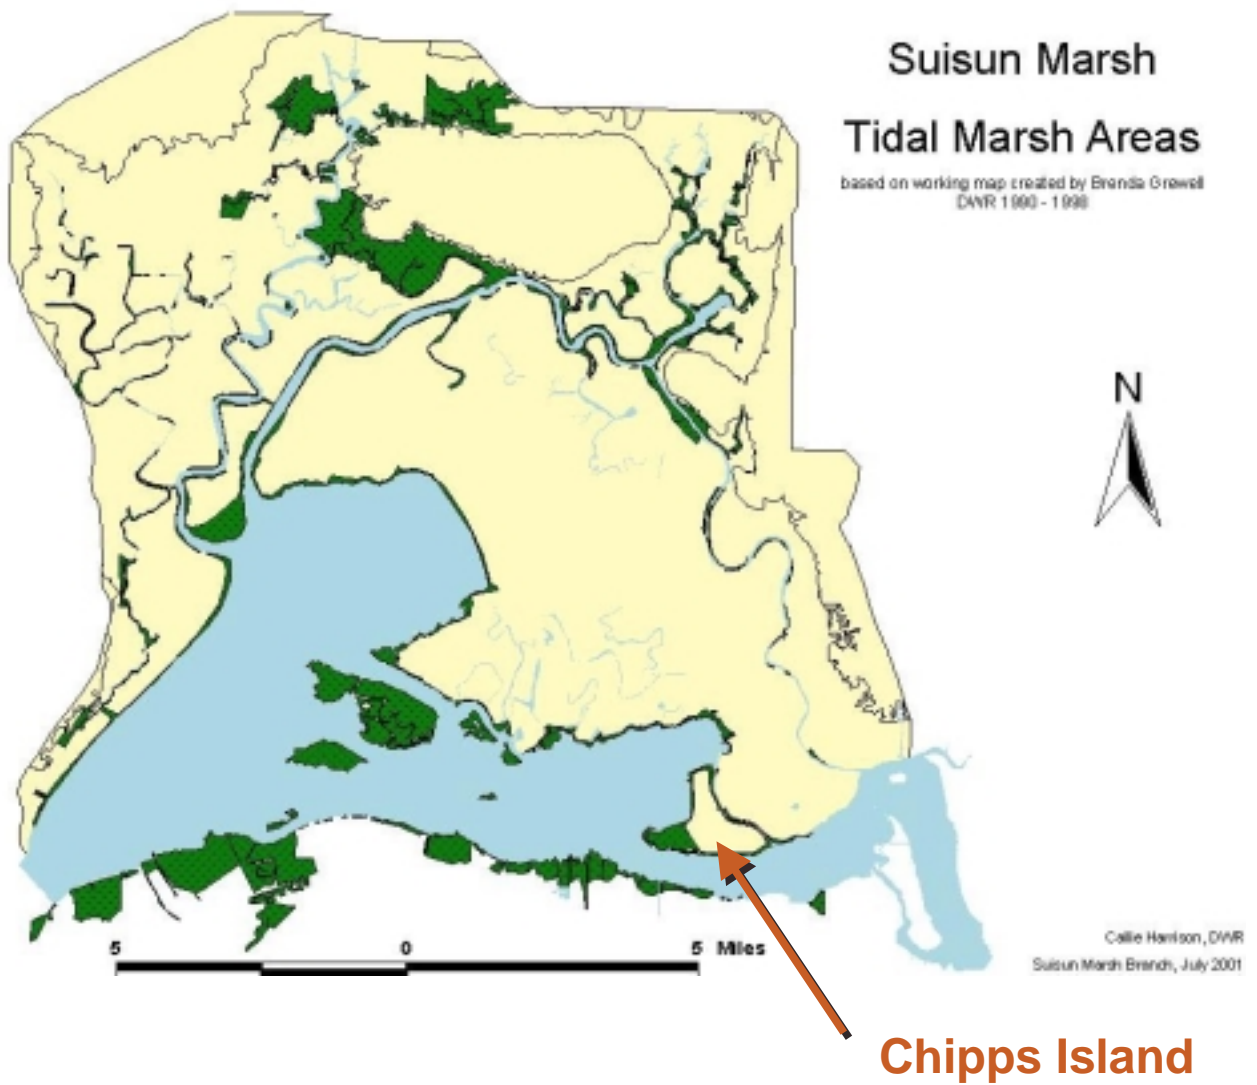 Suisun Marsh
Tidal Marsh Areas
based on working map created by Brenda Grewell
DWR 1990 - 1998
N
5 0 5 Miles
Callie Harrison, DWR
Suisun Marsh Branch, July 2001
Chipps Island